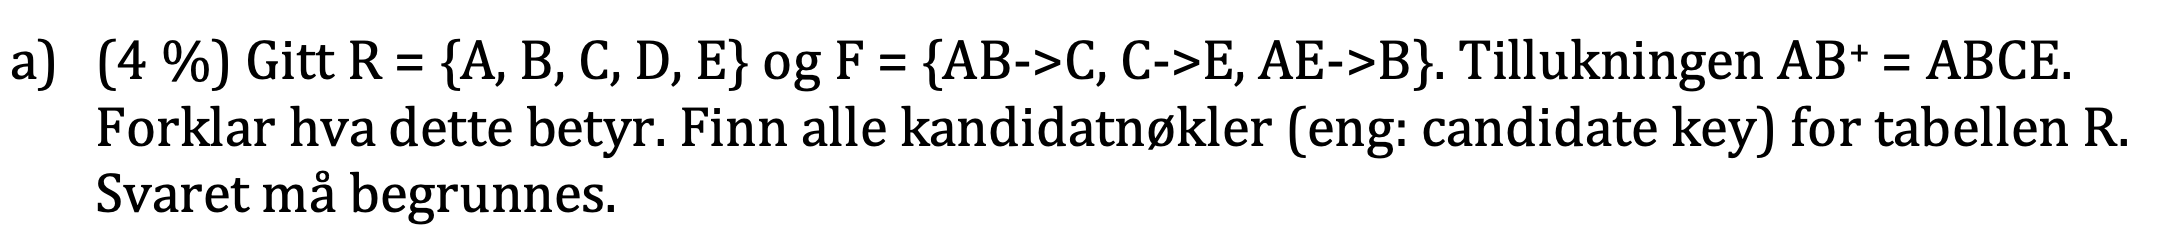 a) (4 %) Gitt R = {A, B, C, D, E} og F = {AB->C, C->E, AE->B}. Tillukningen AB⁺ = ABCE.
Forklar hva dette betyr. Finn alle kandidatnøkler (eng: candidate key) for tabellen R.
Svaret må begrunnes.